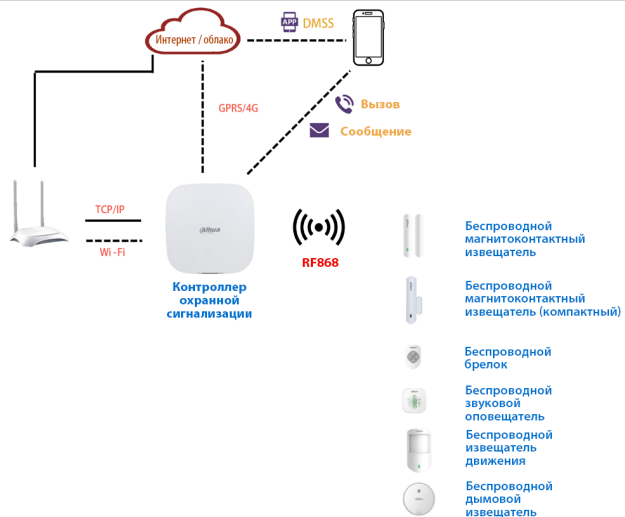 APP DMSS
Интернет / облако
GPRS/4G
Вызов
Сообщение
TCP/IP
Wi-Fi
alhua
RF868
Контроллер
охранной
сигнализации
Беспроводной
магнитоконтактный
извещатель
Беспроводной
магнитоконтактный
извещатель (компактный)
Беспроводной
брелок
Беспроводной
звуковой
оповещатель
Беспроводной
извещатель
движения
Беспроводной
дымовой
извещатель